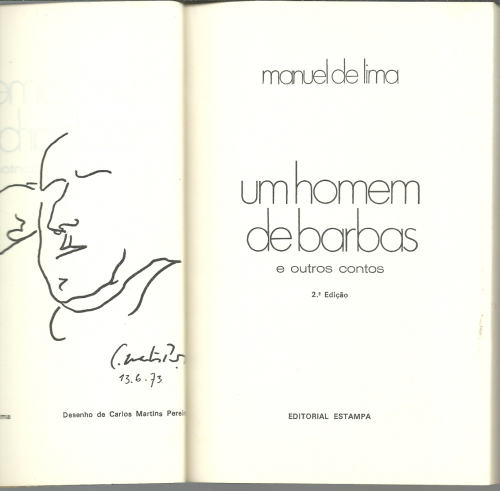 13.6.73
Desenho de Carlos Martins
manuel de lima
um homem
de barbas
e outros contos
2.ª Edição
EDITORIAL ESTAMPA